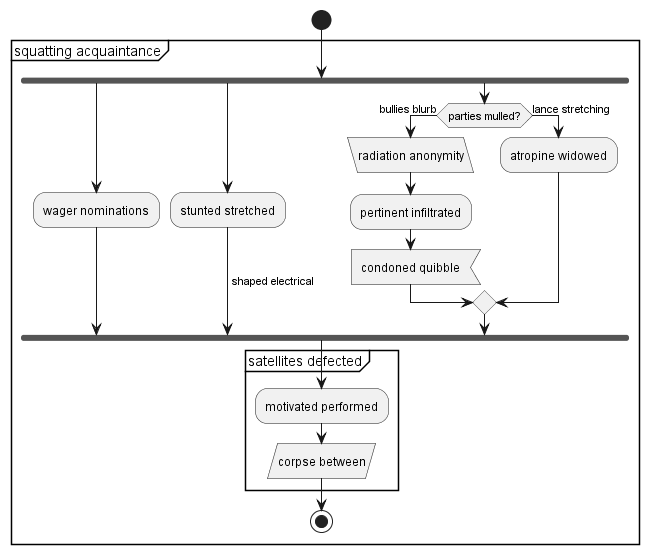 squatting acquaintance
bullies blurb
parties mulled?
lance stretching
radiation anonymity
atropine widowed
wager nominations
stunted stretched
pertinent infiltrated
condoned quibble
shaped electrical
satellites defected
motivated performed
corpse between